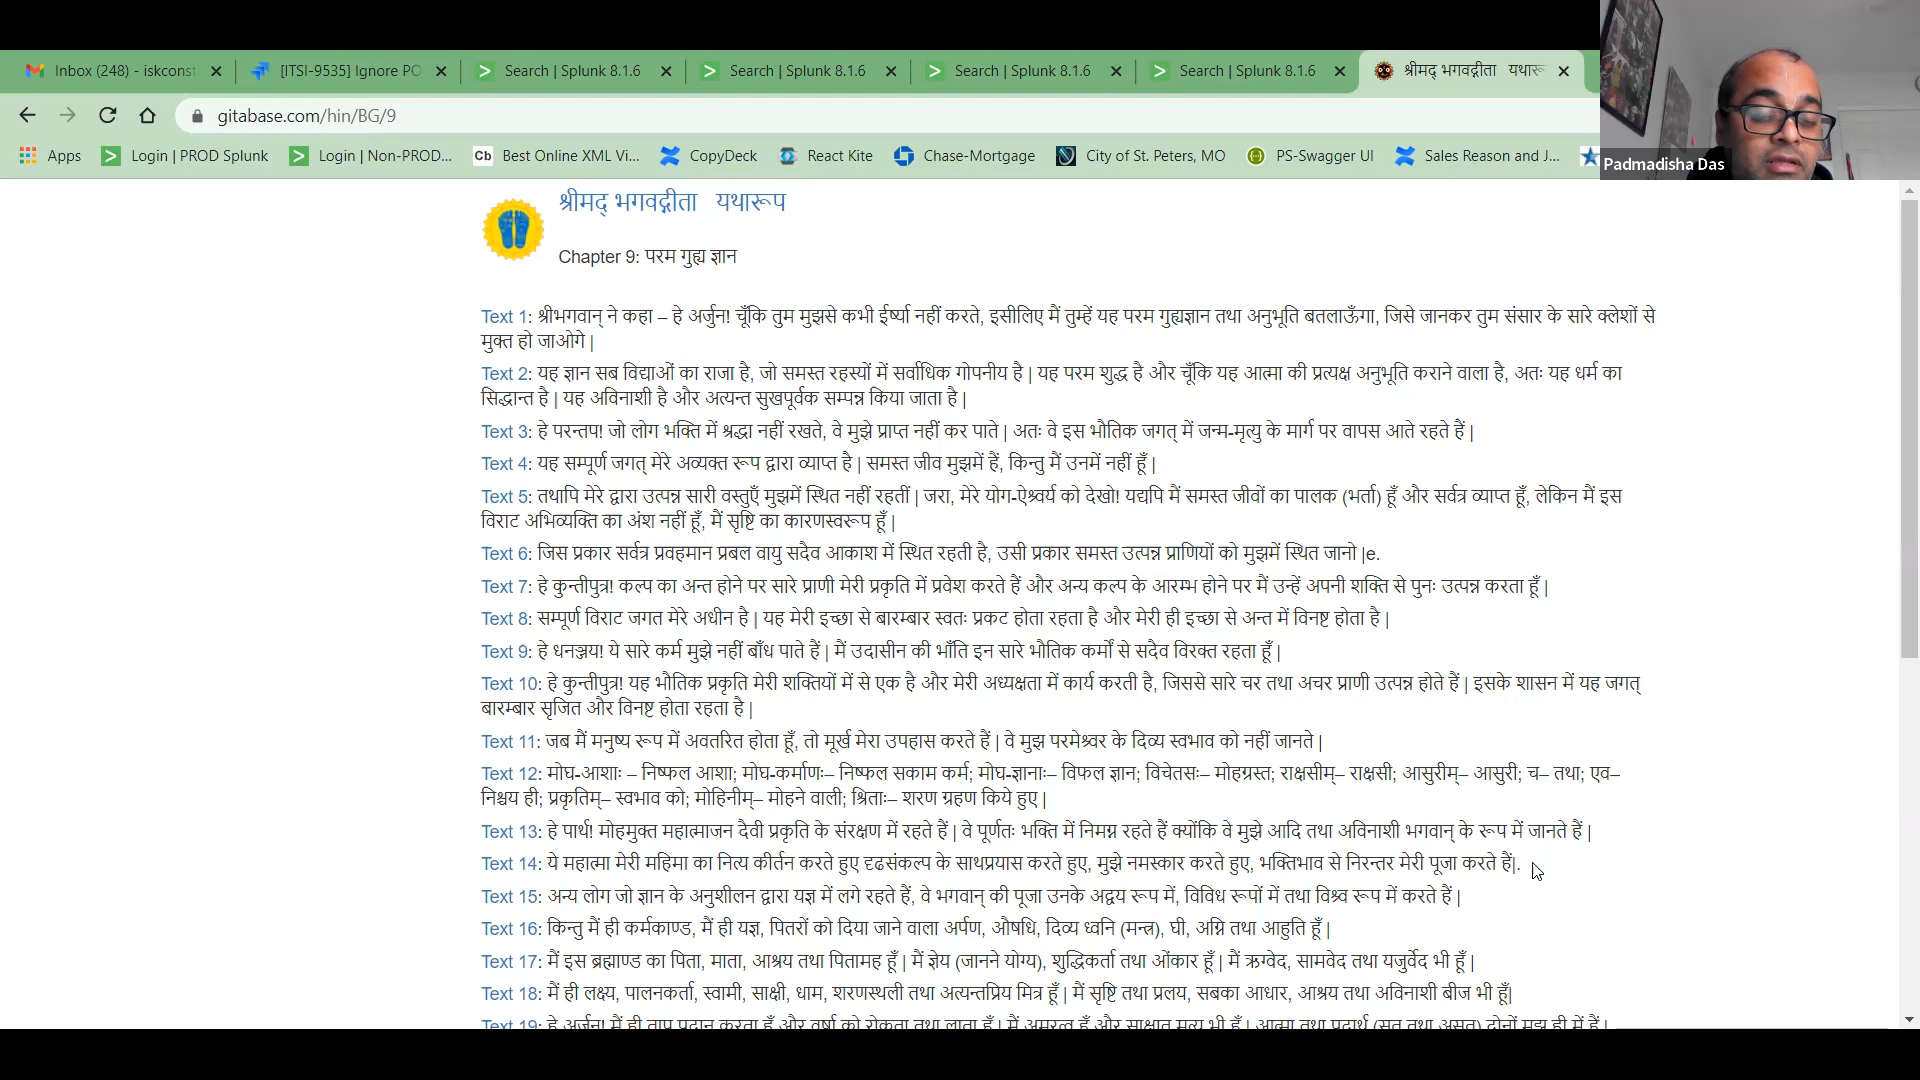 Inbox (248) - iskconst
[ITSI-9535] Ignore PO
Search | Splunk 8.1.6
Search | Splunk 8.1.6
Search | Splunk 8.1.6
Search | Splunk 8.1.6
श्रीमद् भगवद्गीता यथारूप
gitabase.com/hin/BG/9
Apps
Login | PROD Splunk
Login | Non-PROD...
Cb Best Online XML Vi...
CopyDeck
React Kite
Chase-Mortgage
City of St. Peters, MO
PS-Swagger UI
Sales Reason and J...
Padmadisha Das
श्रीमद् भगवद्गीता यथारूप
Chapter 9: परम गुह्य ज्ञान
Text 1: श्रीभगवान् ने कहा – हे अर्जुन! चूँकि तुम मुझसे कभी ईर्ष्या नहीं करते, इसीलिए मैं तुम्हें यह परम गुह्यज्ञान तथा अनुभूति बतलाऊँगा, जिसे जानकर तुम संसार के सारे क्लेशों से
मुक्त हो जाओगे |
Text 2: यह ज्ञान सब विद्याओं का राजा है, जो समस्त रहस्यों में सर्वाधिक गोपनीय है | यह परम शुद्ध है और चूँकि यह आत्मा की प्रत्यक्ष अनुभूति कराने वाला है, अतः यह धर्म का
सिद्धान्त है | यह अविनाशी है और अत्यन्त सुखपूर्वक सम्पन्न किया जाता है |
Text 3: हे परन्तप! जो लोग भक्ति में श्रद्धा नहीं रखते, वे मुझे प्राप्त नहीं कर पाते | अतः वे इस भौतिक जगत् में जन्म-मृत्यु के मार्ग पर वापस आते रहते हैं |
Text 4: यह सम्पूर्ण जगत् मेरे अव्यक्त रूप द्वारा व्याप्त है | समस्त जीव मुझमें हैं, किन्तु मैं उनमें नहीं हूँ |
Text 5: तथापि मेरे द्वारा उत्पन्न सारी वस्तुएँ मुझमें स्थित नहीं रहतीं | जरा, मेरे योग-ऐश्र्वर्य को देखो! यद्यपि मैं समस्त जीवों का पालक (भर्ता) हूँ और सर्वत्र व्याप्त हूँ, लेकिन मैं इस
विराट अभिव्यक्ति का अंश नहीं हूँ, मैं सृष्टि का कारणस्वरूप हूँ |
Text 6: जिस प्रकार सर्वत्र प्रवहमान प्रबल वायु सदैव आकाश में स्थित रहती है, उसी प्रकार समस्त उत्पन्न प्राणियों को मुझमें स्थित जानो |e.
Text 7: हे कुन्तीपुत्र! कल्प का अन्त होने पर सारे प्राणी मेरी प्रकृति में प्रवेश करते हैं और अन्य कल्प के आरम्भ होने पर मैं उन्हें अपनी शक्ति से पुनः उत्पन्न करता हूँ |
Text 8: सम्पूर्ण विराट जगत मेरे अधीन है | यह मेरी इच्छा से बारम्बार स्वतः प्रकट होता रहता है और मेरी ही इच्छा से अन्त में विनष्ट होता है |
Text 9: हे धनञ्जय! ये सारे कर्म मुझे नहीं बाँध पाते हैं | मैं उदासीन की भाँति इन सारे भौतिक कर्मों से सदैव विरक्त रहता हूँ |
Text 10: हे कुन्तीपुत्र! यह भौतिक प्रकृति मेरी शक्तियों में से एक है और मेरी अध्यक्षता में कार्य करती है, जिससे सारे चर तथा अचर प्राणी उत्पन्न होते हैं | इसके शासन में यह जगत्
बारम्बार सृजित और विनष्ट होता रहता है |
Text 11: जब मैं मनुष्य रूप में अवतरित होता हूँ, तो मूर्ख मेरा उपहास करते हैं | वे मुझ परमेश्र्वर के दिव्य स्वभाव को नहीं जानते |
Text 12: मोघ-आशाः – निष्फल आशा; मोघ-कर्माणः– निष्फल सकाम कर्म; मोघ-ज्ञानाः– विफल ज्ञान; विचेतसः– मोहग्रस्त; राक्षसीम्– राक्षसी; आसुरीम्– आसुरी; च– तथा; एव–
निश्चय ही; प्रकृतिम्– स्वभाव को; मोहिनीम्– मोहने वाली; श्रिताः– शरण ग्रहण किये हुए |
Text 13: हे पार्थ! मोहमुक्त महात्माजन दैवी प्रकृति के संरक्षण में रहते हैं | वे पूर्णतः भक्ति में निमग्न रहते हैं क्योंकि वे मुझे आदि तथा अविनाशी भगवान् के रूप में जानते हैं |
Text 14: ये महात्मा मेरी महिमा का नित्य कीर्तन करते हुए दृढसंकल्प के साथप्रयास करते हुए, मुझे नमस्कार करते हुए, भक्तिभाव से निरन्तर मेरी पूजा करते हैं|.
Text 15: अन्य लोग जो ज्ञान के अनुशीलन द्वारा यज्ञ में लगे रहते हैं, वे भगवान् की पूजा उनके अद्वय रूप में, विविध रूपों में तथा विश्र्व रूप में करते हैं |
Text 16: किन्तु मैं ही कर्मकाण्ड, मैं ही यज्ञ, पितरों को दिया जाने वाला अर्पण, औषधि, दिव्य ध्वनि (मन्त्र), घी, अग्नि तथा आहुति हूँ |
Text 17: मैं इस ब्रह्माण्ड का पिता, माता, आश्रय तथा पितामह हूँ | मैं ज्ञेय (जानने योग्य), शुद्धिकर्ता तथा ओंकार हूँ | मैं ऋग्वेद, सामवेद तथा यजुर्वेद भी हूँ |
Text 18: मैं ही लक्ष्य, पालनकर्ता, स्वामी, साक्षी, धाम, शरणस्थली तथा अत्यन्तप्रिय मित्र हूँ | मैं सृष्टि तथा प्रलय, सबका आधार, आश्रय तथा अविनाशी बीज भी हूँ|
Text 19: हे अर्जुन! मैं ही ताप प्रदान करता हूँ और वर्षा को रोकता तथा लाता हूँ | मैं अमरत्व हूँ और साक्षात् मृत्यु भी हूँ | आत्मा तथा पदार्थ (सत् तथा असत्) दोनों मुझ ही में हैं |